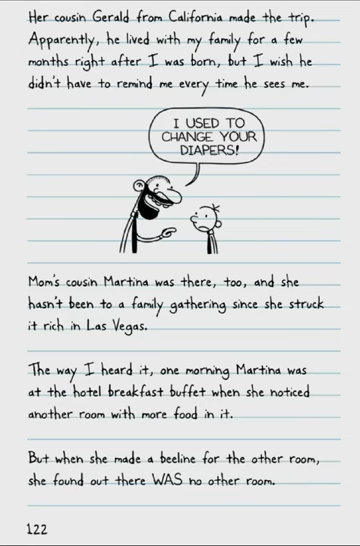 Her cousin Gerald from California made the trip.
Apparently, he lived with my family for a few
months right after I was born, but I wish he
didn't have to remind me every time he sees me.
I USED TO
CHANGE YOUR
DIAPERS!
Mom's cousin Martina was there, too, and she
hasn't been to a family gathering since she struck
it rich in Las Vegas.
The way I heard it, one morning Martina was
at the hotel breakfast buffet when she noticed
another room with more food in it.
But when she made a beeline for the other room,
she found out there WAS no other room.
122